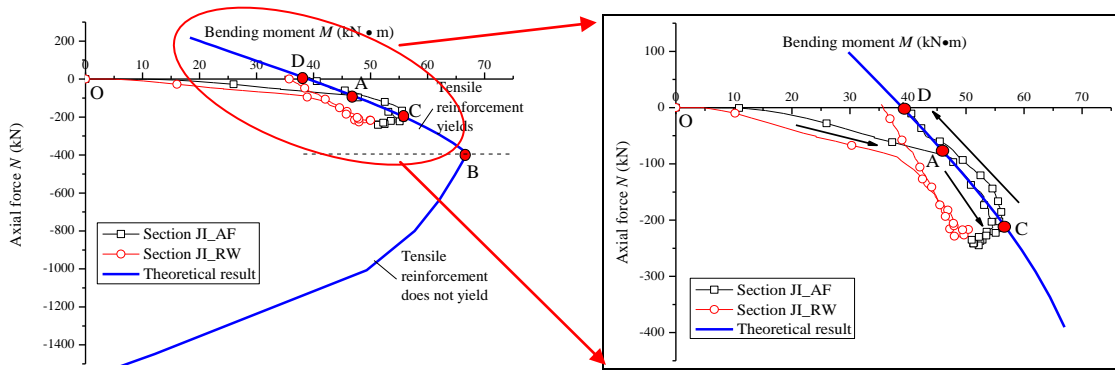 Bending moment M (kN • m)
200
0
-200
-400
-600
-800
-1000
-1200
-1400
10
20
30
40
50
60
70
Axial force N (kN)
O
D
A
C
B
Tensile
reinforcement
yields
Tensile
reinforcement
does not yield
Section JI_AF
Section JI_RW
Theoretical result
Bending moment M (kN•m)
100
0
-100
-200
-300
-400
10
20
30
40
50
60
70
Axial force N (kN)
O
D
A
C
Section JI_AF
Section JI_RW
Theoretical result